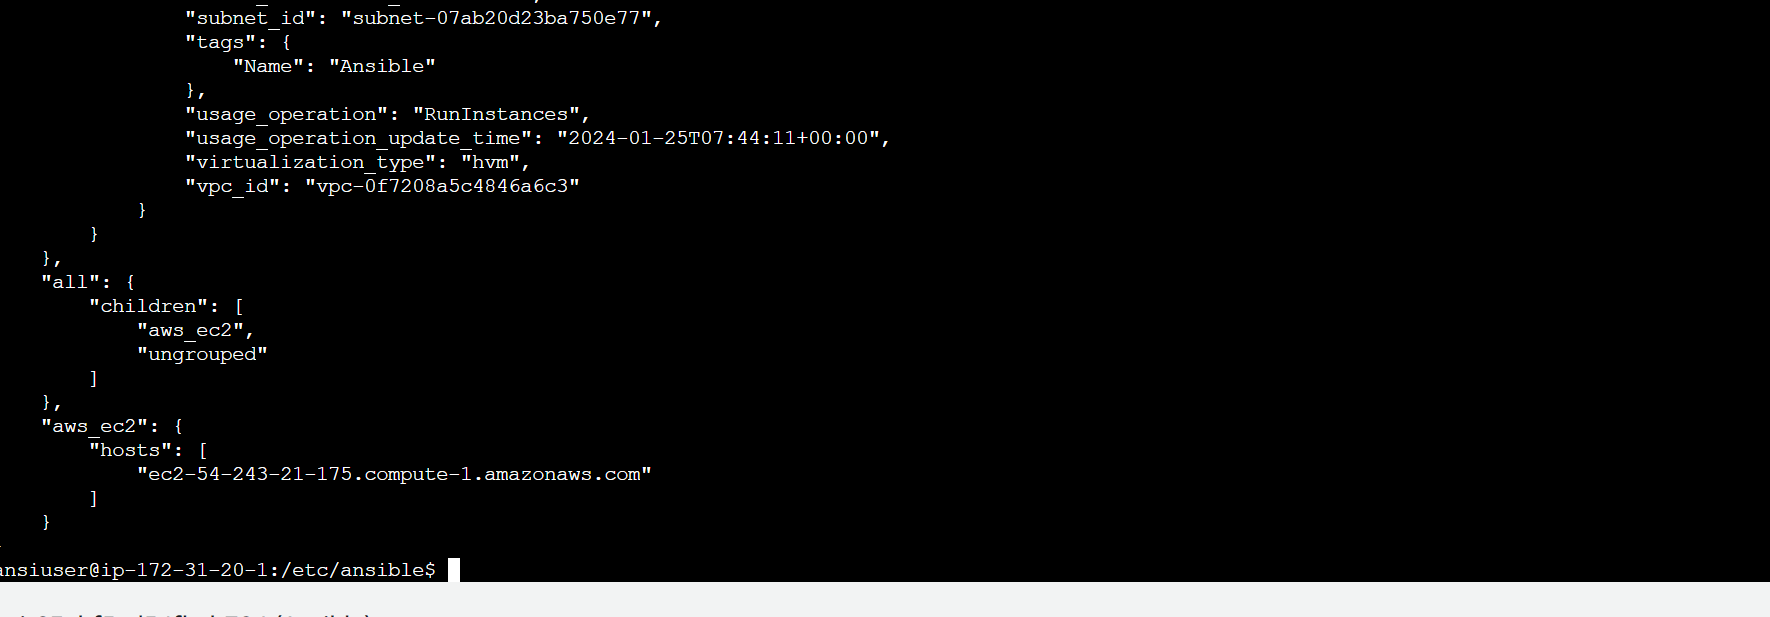 "subnet_id": "subnet-07ab20d23ba750e77",
"tags": {
"Name": "Ansible"
},
"usage_operation": "RunInstances",
"usage_operation_update_time": "2024-01-25T07:44:11+00:00",
"virtualization_type": "hvm",
"vpc_id": "vpc-0f7208a5c4846a6c3"
}
}
},
"all": {
"children": [
"aws_ec2",
"ungrouped"
]
},
"aws_ec2": {
"hosts": [
"ec2-54-243-21-175.compute-1.amazonaws.com"
]
}
ansiuser@ip-172-31-20-1:/etc/ansible$